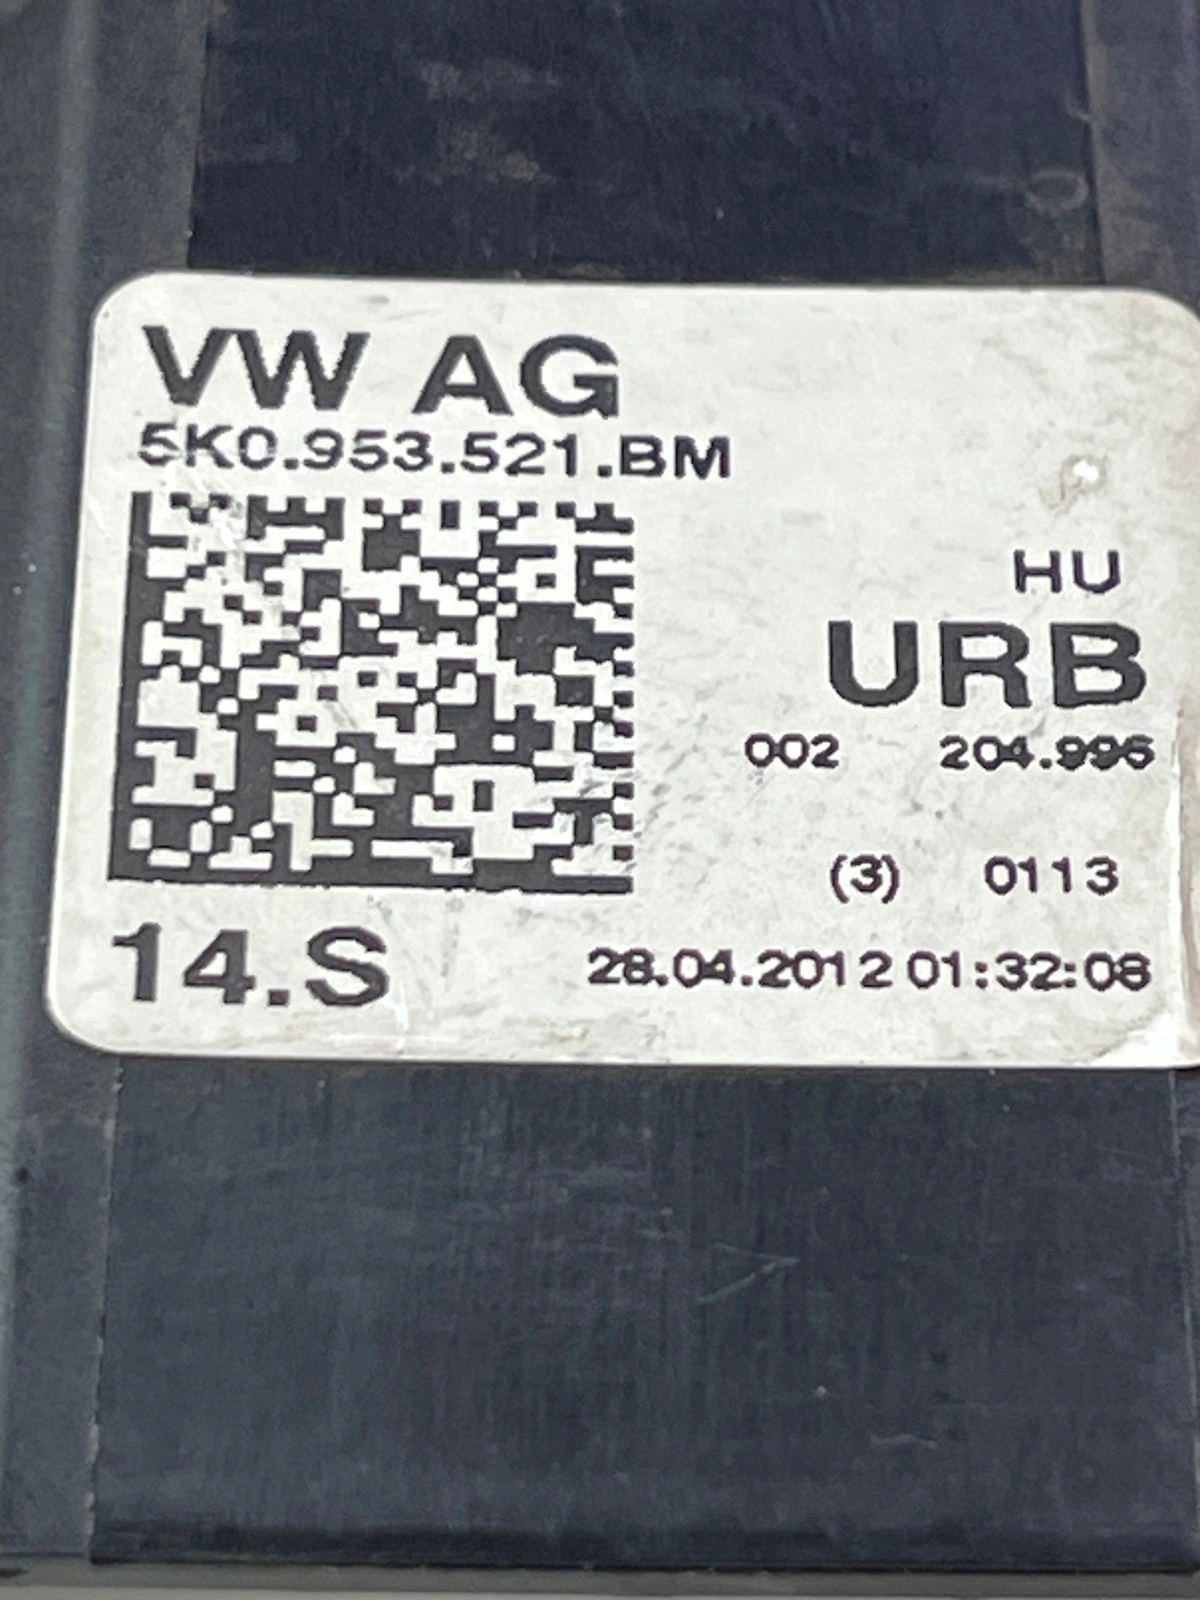 VW AG
5K0.953.521.BM
HU
URB
002 204.996
(3) 0113
14.S 28.04.2012 01:32:08